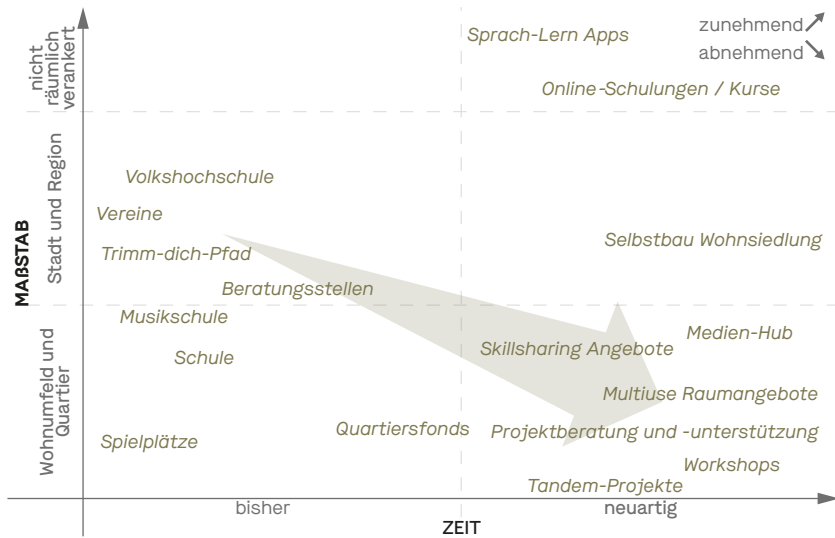 Sprach-Lern Apps
zunehmend
abnehmend
nicht
räumlich
verankert
Online-Schulungen / Kurse
MAẞSTAB
Stadt und Region
Volkshochschule
Vereine
Trimm-dich-Pfad
Selbstbau Wohnsiedlung
Beratungsstellen
Wohnumfeld und
Quartier
Musikschule
Schule
Skillsharing Angebote
Medien-Hub
Multiuse Raumangebote
Spielplätze
Quartiersfonds
Projektberatung und -unterstützung
Workshops
Tandem-Projekte
bisher
neuartig
ZEIT